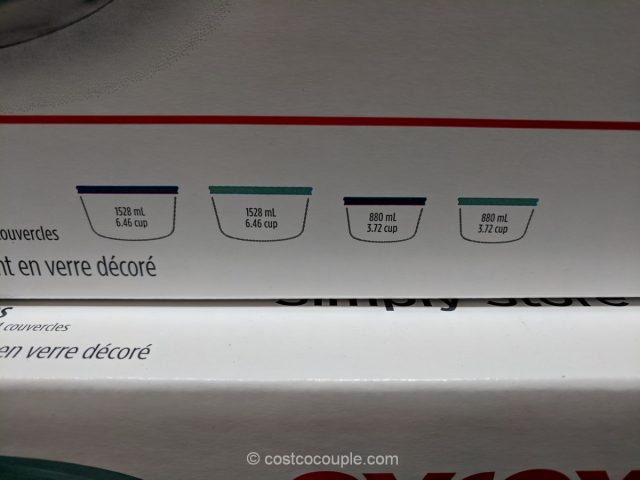 1528 mL
6.46 cup
1528 mL
6.46 cup
880 mL
3.72 cup
880 mL
3.72 cup
couvercles
nt en verre décoré
Simply Store
s
couvercles
en verre décoré
© costcocouple.com